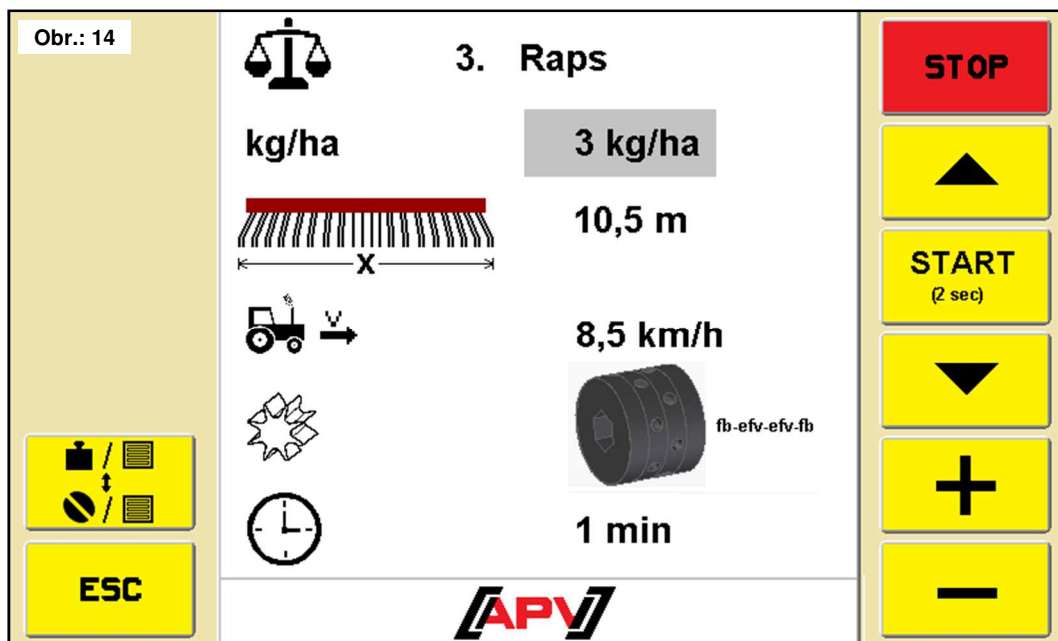 Obr.: 14
3. Raps
STOP
kg/ha
3 kg/ha
10,5 m
X
START
(2 sec)
V
8,5 km/h
fb-efv-efv-fb
/
/
1 min
ESC
APV